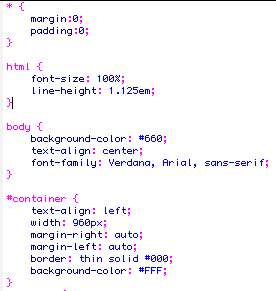 * {
    margin:0;
    padding:0;
}

html {
    font-size: 100%;
    line-height: 1.125em;
}

body {
    background-color: #660;
    text-align: center;
    font-family: Verdana, Arial, sans-serif;
}

#container {
    text-align: left;
    width: 960px;
    margin-right: auto;
    margin-left: auto;
    border: thin solid #000;
    background-color: #FFF;
}